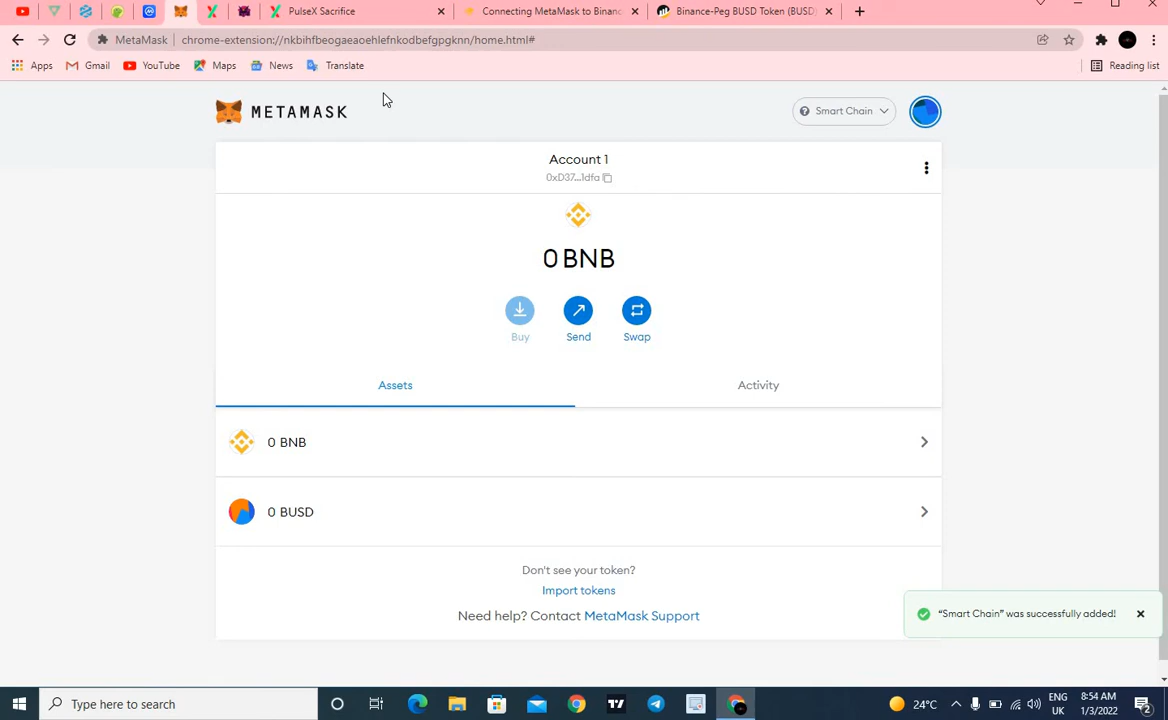 PulseX Sacrifice
Connecting MetaMask to Binanc
Binance-Peg BUSD Token (BUSD)
MetaMask chrome-extension://nkbihfbeogaeaoehlefnkodbefgpgknn/home.html#
Apps Gmail YouTube Maps News Translate Reading list
METAMASK
Smart Chain
Account 1
0xD37...1dfa
0 BNB
Buy Send Swap
Assets Activity
0 BNB
0 BUSD
Don't see your token?
Import tokens
Need help? Contact MetaMask Support
“Smart Chain” was successfully added!
Type here to search
24°C
ENG
UK
8:54 AM
1/3/2022
2